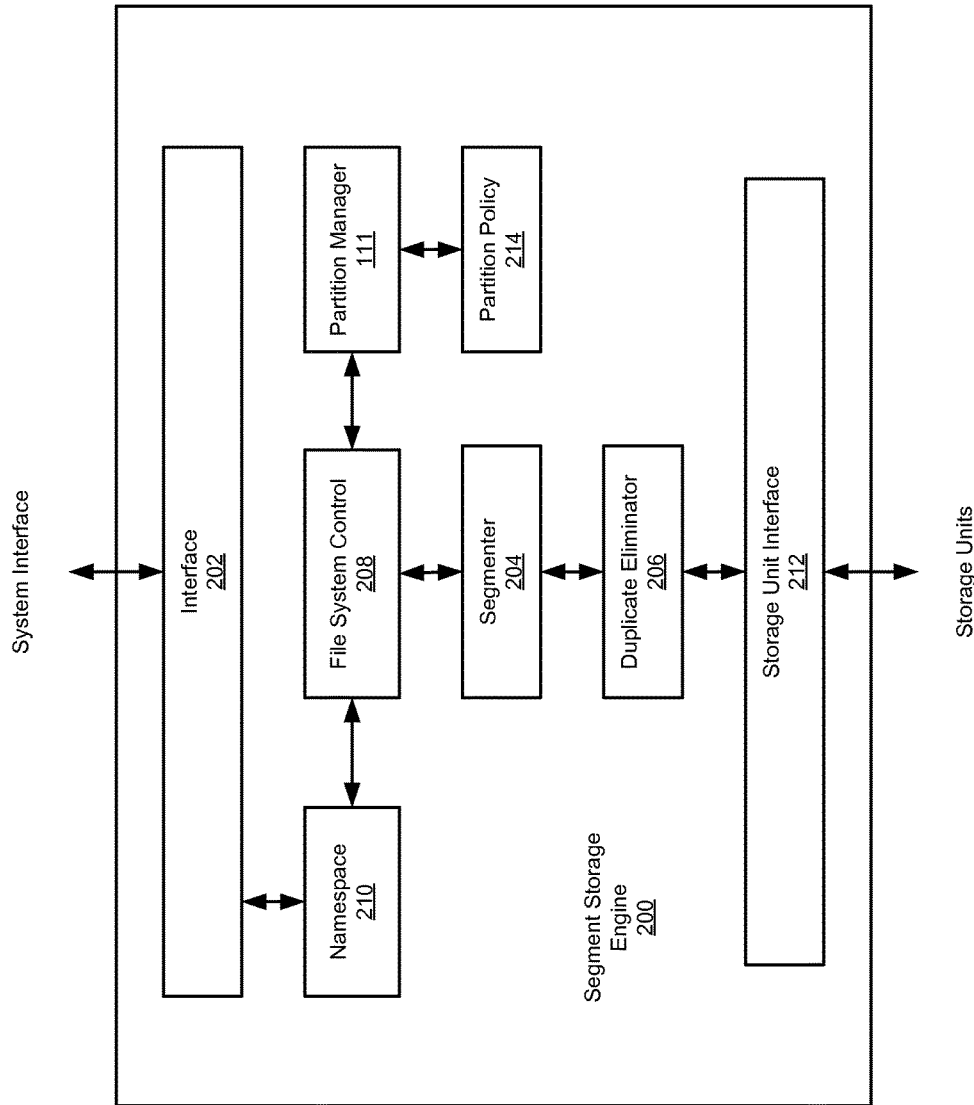 System Interface
Interface
202
Namespace
210
File System Control
208
Partition Manager
111
Segmenter
204
Partition Policy
214
Segment Storage
Engine
200
Duplicate Eliminator
206
Storage Unit Interface
212
Storage Units